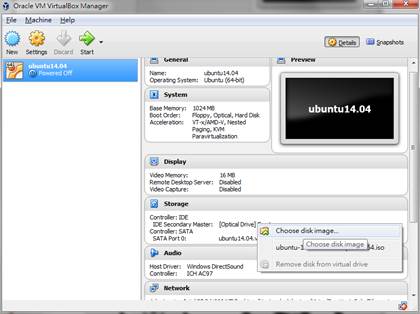 Oracle VM VirtualBox Manager
File Machine Help
New Settings Discard Start
Details Snapshots
ubuntu14.04
Powered Off
General
Name: ubuntu14.04
Operating System: Ubuntu (64-bit)
Preview
ubuntu14.04
System
Base Memory: 1024 MB
Boot Order: Floppy, Optical, Hard Disk
Acceleration: VT-x/AMD-V, Nested
Paging, KVM
Paravirtualization
Display
Video Memory: 16 MB
Remote Desktop Server: Disabled
Video Capture: Disabled
Storage
Controller: IDE
IDE Secondary Master: [Optical Drive]
Controller: SATA
SATA Port 0: ubuntu14.04.v
Choose disk image...
Choose disk image
ubuntu-1 64.iso
Remove disk from virtual drive
Audio
Host Driver: Windows DirectSound
Controller: ICH AC97
Network